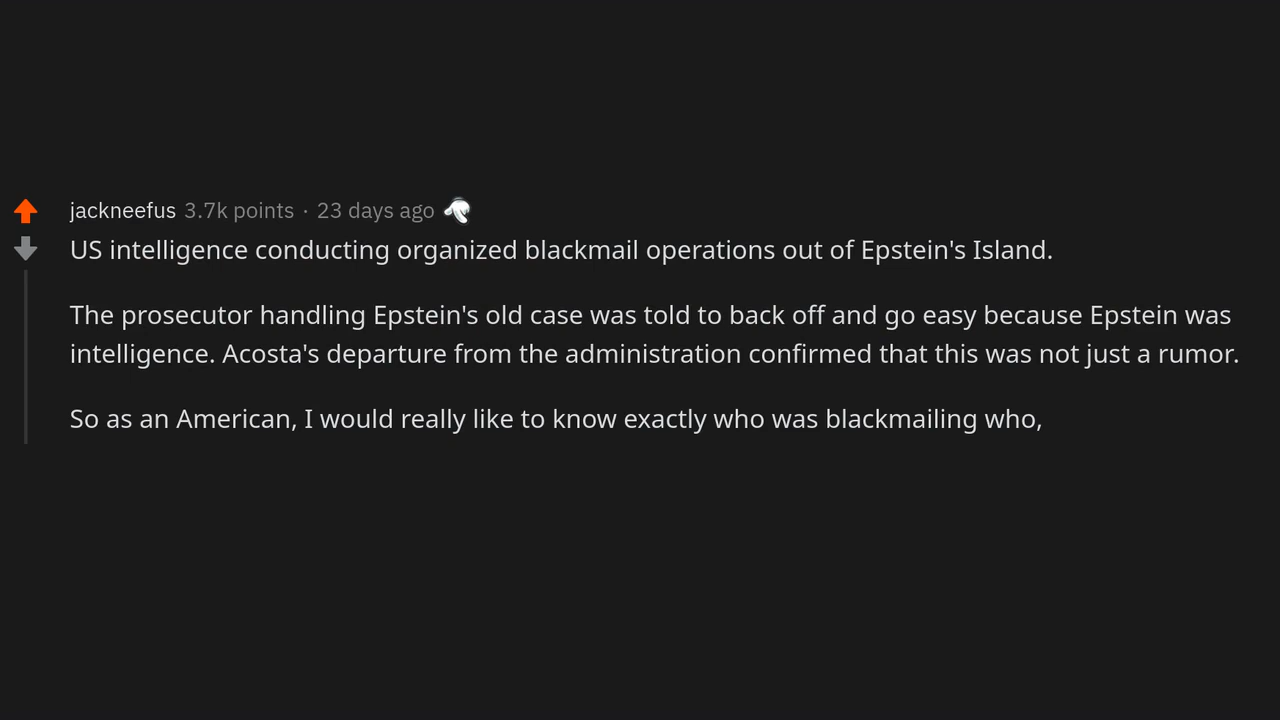 jackneefus 3.7k points · 23 days ago
US intelligence conducting organized blackmail operations out of Epstein's Island.
The prosecutor handling Epstein's old case was told to back off and go easy because Epstein was
intelligence. Acosta's departure from the administration confirmed that this was not just a rumor.
So as an American, I would really like to know exactly who was blackmailing who,